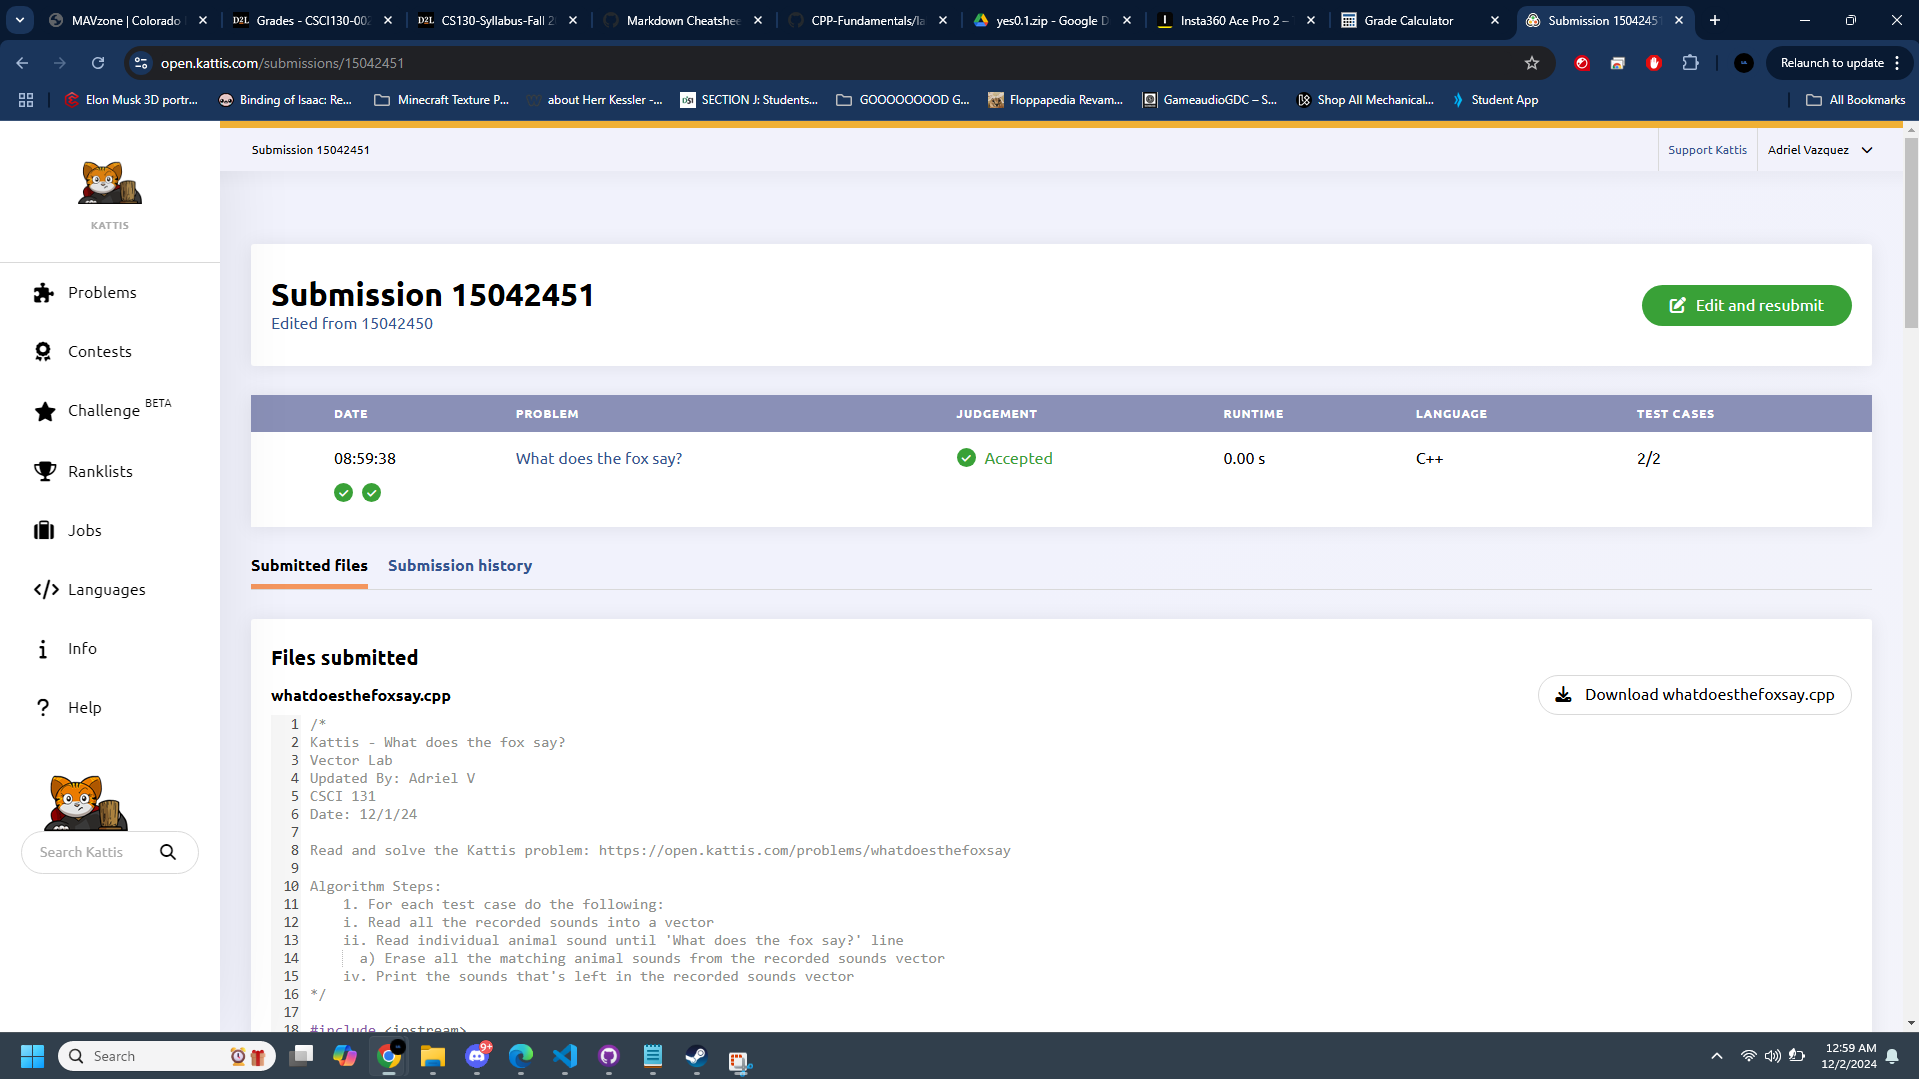 MAVzone | Colorado
Grades - CSCI130-002
CS130-Syllabus-Fall 2
Markdown Cheatshee
CPP-Fundamentals/la
yes0.1.zip - Google D
Insta360 Ace Pro 2 –
Grade Calculator
Submission 15042451
open.kattis.com/submissions/15042451
Relaunch to update
Elon Musk 3D portr...
Binding of Isaac: Re...
Minecraft Texture P...
about Herr Kessler -...
SECTION J: Students...
GOOOOOOOOD G...
Floppapedia Revam...
GameaudioGDC – S...
Shop All Mechanical...
Student App
All Bookmarks
KATTIS
Submission 15042451
Support Kattis
Adriel Vazquez
Problems
Contests
Challenge BETA
Ranklists
Jobs
Languages
Info
Help
Search Kattis
Submission 15042451
Edited from 15042450
Edit and resubmit
DATE PROBLEM JUDGEMENT RUNTIME LANGUAGE TEST CASES
08:59:38 What does the fox say? Accepted 0.00 s C++ 2/2
Submitted files Submission history
Files submitted
whatdoesthefoxsay.cpp
Download whatdoesthefoxsay.cpp
1 /*
2 Kattis - What does the fox say?
3 Vector Lab
4 Updated By: Adriel V
5 CSCI 131
6 Date: 12/1/24
7
8 Read and solve the Kattis problem: https://open.kattis.com/problems/whatdoesthefoxsay
9
10 Algorithm Steps:
11 1. For each test case do the following:
12 i. Read all the recorded sounds into a vector
13 ii. Read individual animal sound until 'What does the fox say?' line
14 a) Erase all the matching animal sounds from the recorded sounds vector
15 iv. Print the sounds that's left in the recorded sounds vector
16 */
17
18 #include <iostream>
Search
9+
12:59 AM
12/2/2024